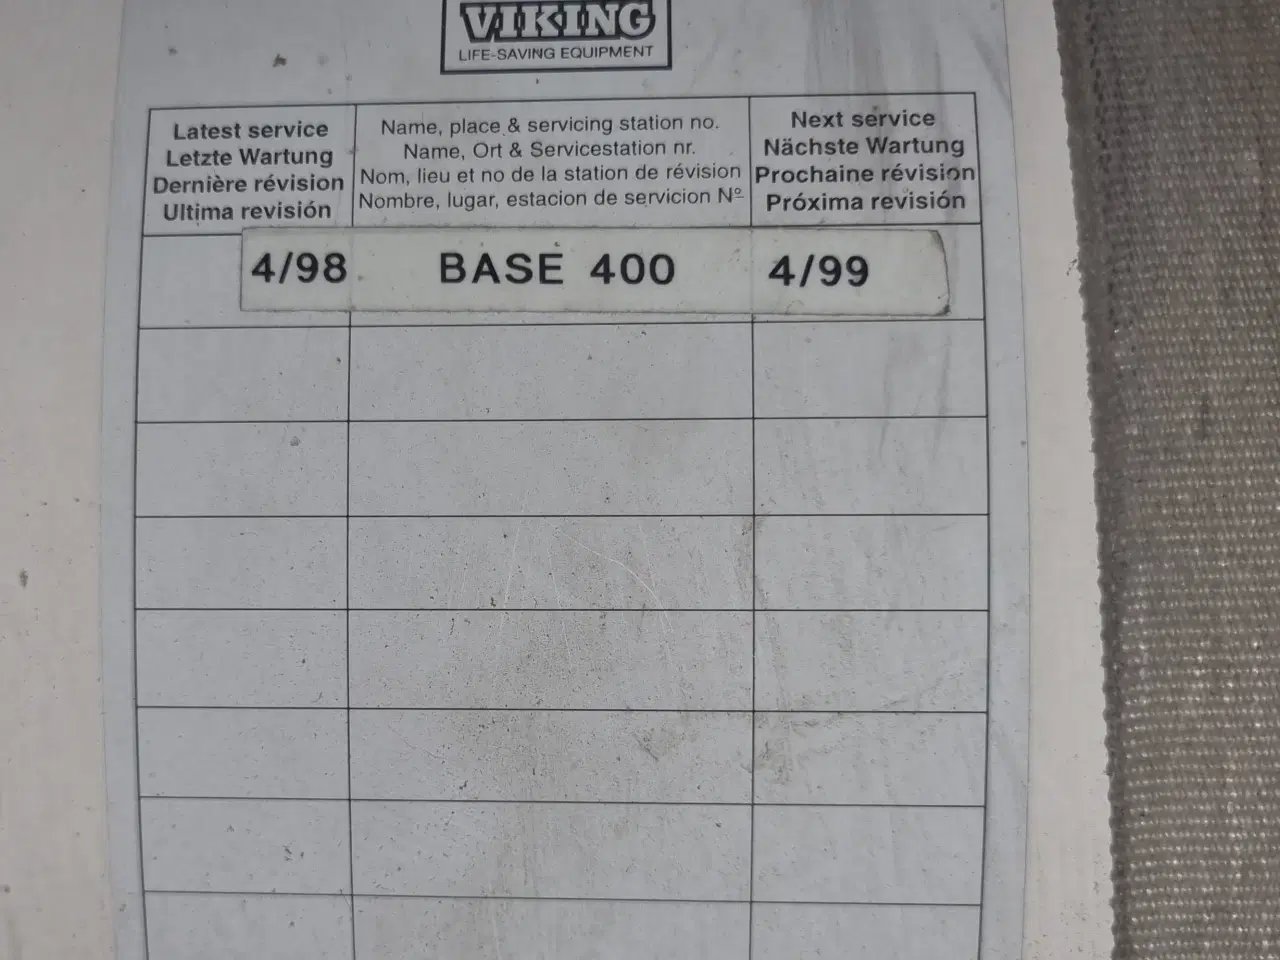 VIKING
LIFE-SAVING EQUIPMENT
Latest service
Letzte Wartung
Dernière révision
Ultima revisión
Name, place & servicing station no.
Name, Ort & Servicestation nr.
Nom, lieu et no de la station de révision
Nombre, lugar, estacion de servicion Nº
Next service
Nächste Wartung
Prochaine révision
Próxima revisión
4/98 BASE 400 4/99